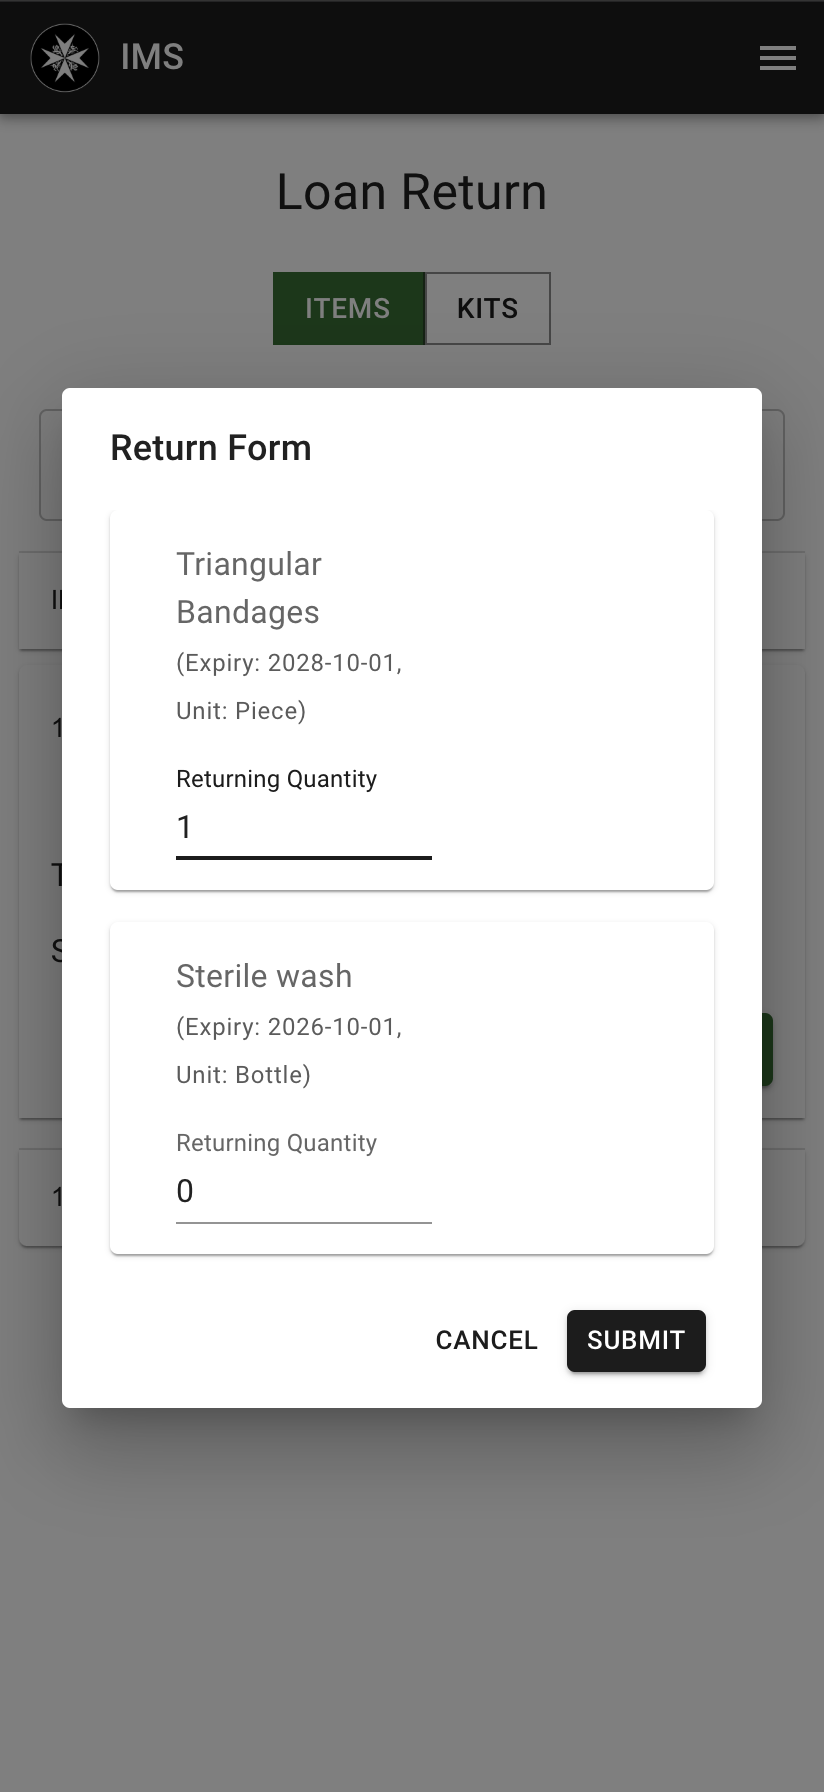 IMS
Loan Return
ITEMS
KITS
Return Form
Triangular
Bandages
(Expiry: 2028-10-01,
Unit: Piece)
Returning Quantity
1
Sterile wash
(Expiry: 2026-10-01,
Unit: Bottle)
Returning Quantity
0
CANCEL
SUBMIT